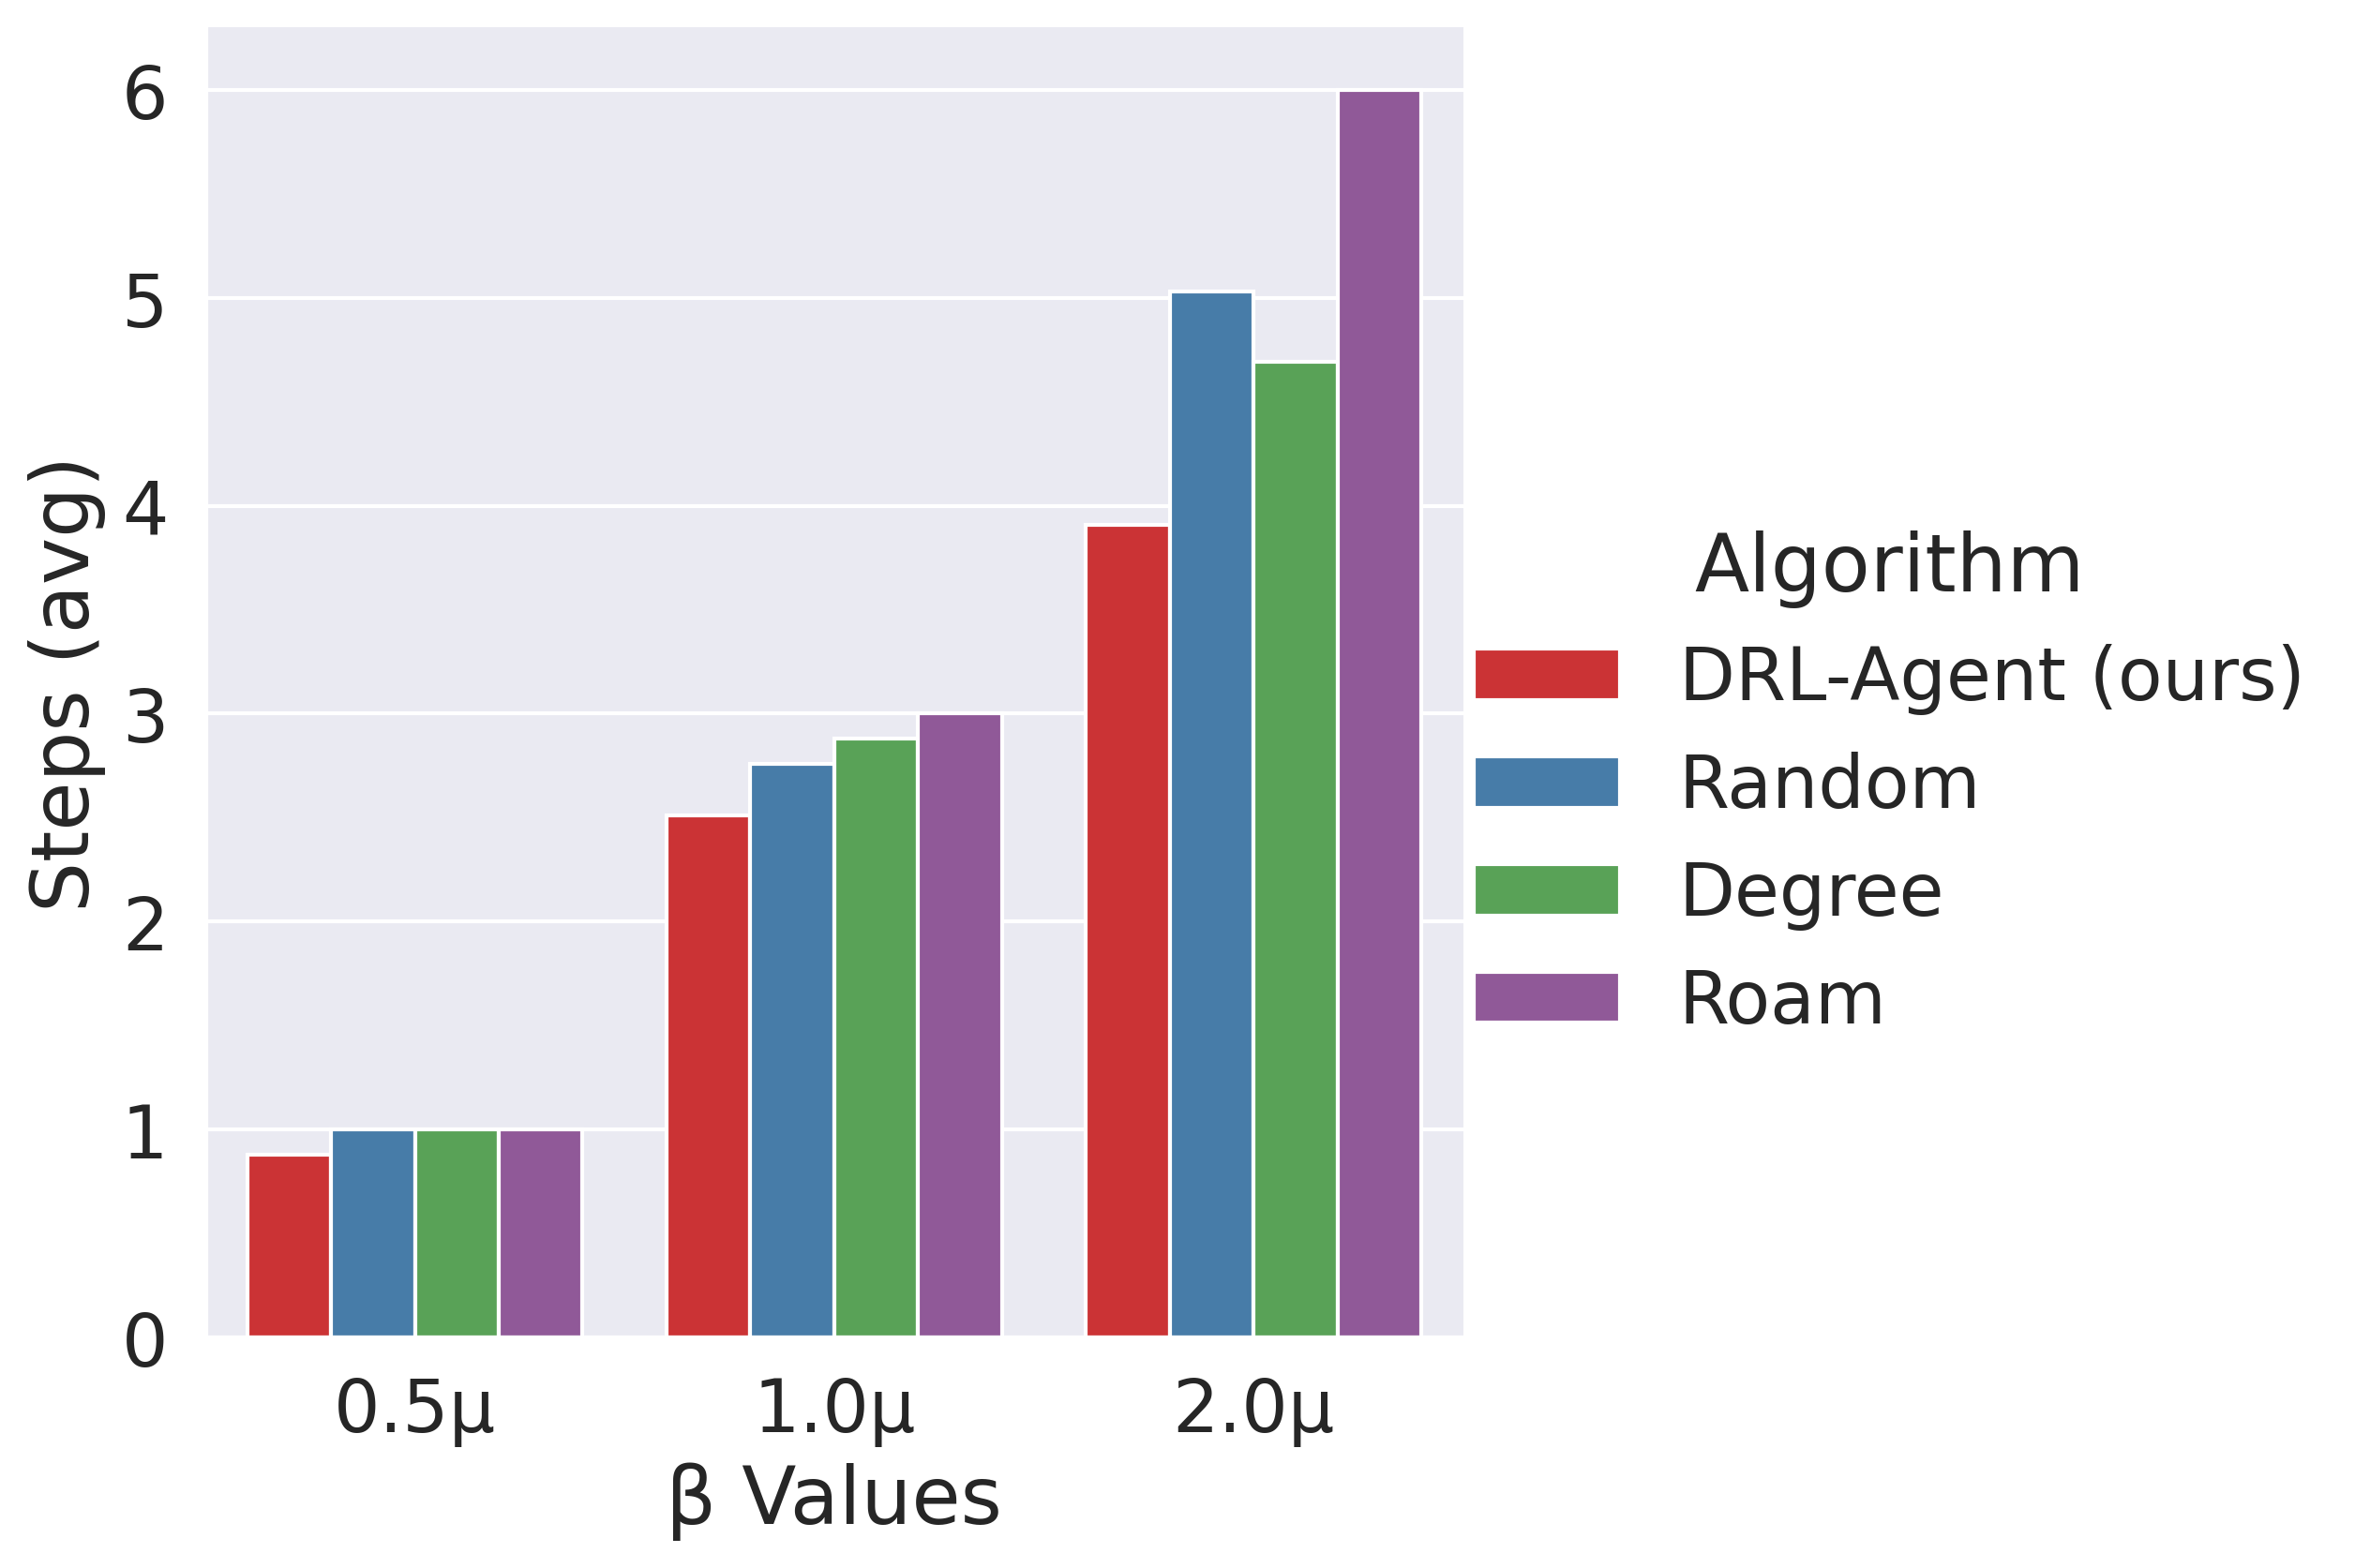 6
5
4
3
2
1
0
Steps (avg)
0.5μ 1.0μ 2.0μ
β Values
Algorithm
DRL-Agent (ours)
Random
Degree
Roam